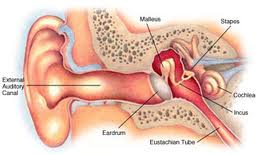 Malleus
Stapes
External
Auditory
Canal
Cochlea
Incus
Eardrum
Eustachian Tube